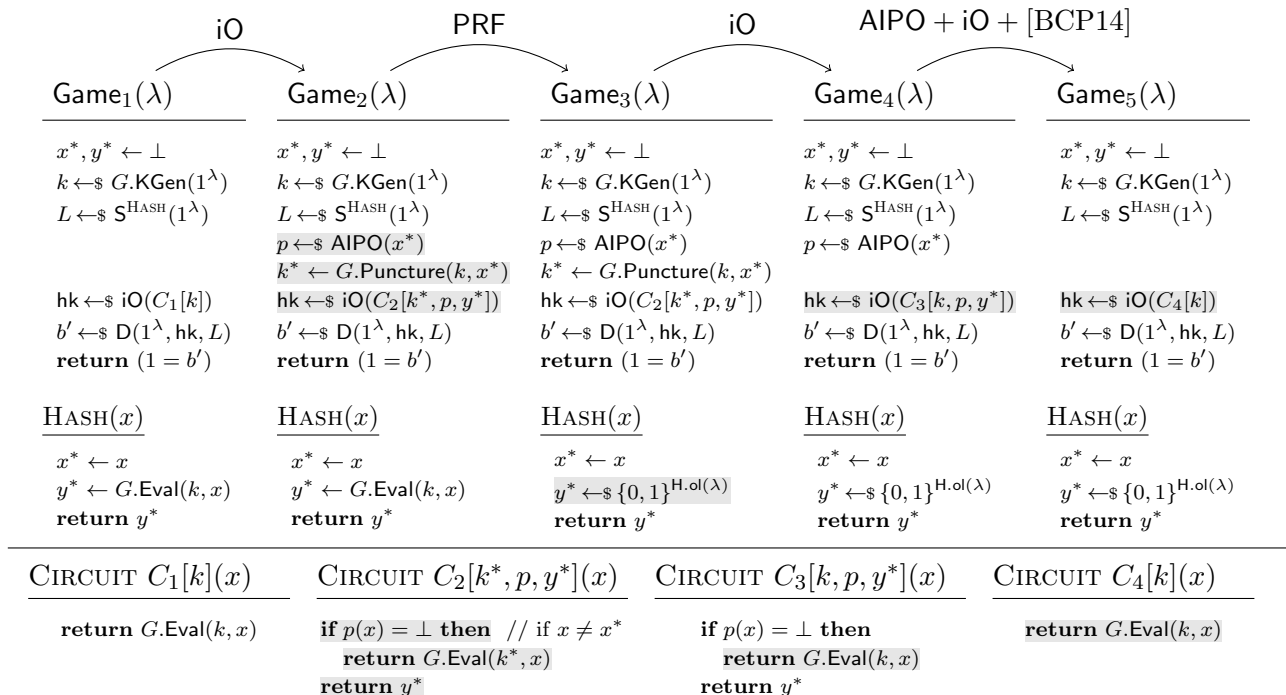 iO PRF iO AIPO + iO + [BCP14]
Game₁(λ) Game₂(λ) Game₃(λ) Game₄(λ) Game₅(λ)
x*, y* ← ⊥ x*, y* ← ⊥ x*, y* ← ⊥ x*, y* ← ⊥ x*, y* ← ⊥
k ←$ G.KGen(1^λ) k ←$ G.KGen(1^λ) k ←$ G.KGen(1^λ) k ←$ G.KGen(1^λ) k ←$ G.KGen(1^λ)
L ←$ S^HASH(1^λ) L ←$ S^HASH(1^λ) L ←$ S^HASH(1^λ) L ←$ S^HASH(1^λ) L ←$ S^HASH(1^λ)
p ←$ AIPO(x*) p ←$ AIPO(x*) p ←$ AIPO(x*)
k* ← G.Puncture(k, x*) k* ← G.Puncture(k, x*)
hk ←$ iO(C₁[k]) hk ←$ iO(C₂[k*, p, y*]) hk ←$ iO(C₂[k*, p, y*]) hk ←$ iO(C₃[k, p, y*]) hk ←$ iO(C₄[k])
b′ ←$ D(1^λ, hk, L) b′ ←$ D(1^λ, hk, L) b′ ←$ D(1^λ, hk, L) b′ ←$ D(1^λ, hk, L) b′ ←$ D(1^λ, hk, L)
return (1 = b′) return (1 = b′) return (1 = b′) return (1 = b′) return (1 = b′)
HASH(x) HASH(x) HASH(x) HASH(x) HASH(x)
x* ← x x* ← x x* ← x x* ← x x* ← x
y* ← G.Eval(k, x) y* ← G.Eval(k, x) y* ←$ {0, 1}^H.ol(λ) y* ←$ {0, 1}^H.ol(λ) y* ←$ {0, 1}^H.ol(λ)
return y* return y* return y* return y* return y*
CIRCUIT C₁[k](x) CIRCUIT C₂[k*, p, y*](x) CIRCUIT C₃[k, p, y*](x) CIRCUIT C₄[k](x)
return G.Eval(k, x) if p(x) = ⊥ then // if x ≠ x* if p(x) = ⊥ then return G.Eval(k, x)
return G.Eval(k*, x) return G.Eval(k, x)
return y* return y*